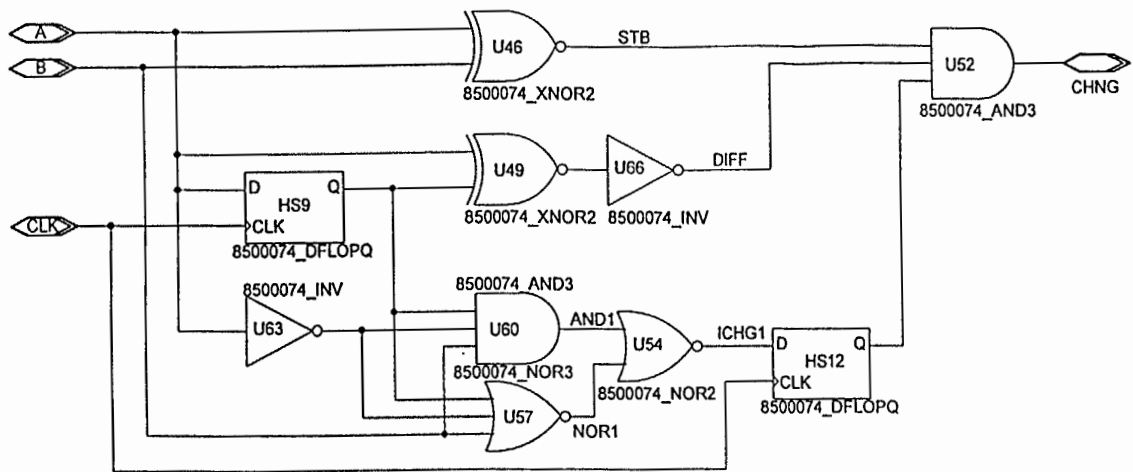 A
B
CLK
U46
8500074_XNOR2
STB
U52
8500074_AND3
CHNG
U49
8500074_XNOR2
U66
8500074_INV
DIFF
D
Q
HS9
CLK
8500074_DFLOPQ
8500074_INV
U63
8500074_AND3
U60
8500074_NOR3
AND1
U54
8500074_NOR2
ICHG1
U57
NOR1
D
Q
HS12
CLK
8500074_DFLOPQ